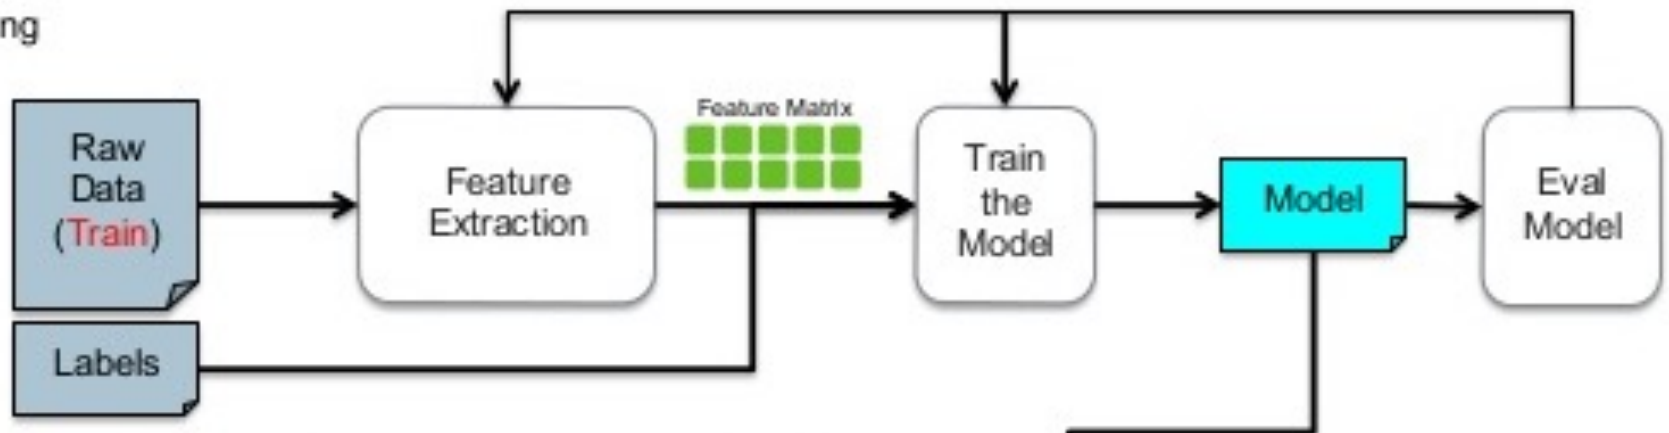 ng
Raw
Data
(Train)
Labels
Feature
Extraction
Feature Matrix
Train
the
Model
Model
Eval
Model